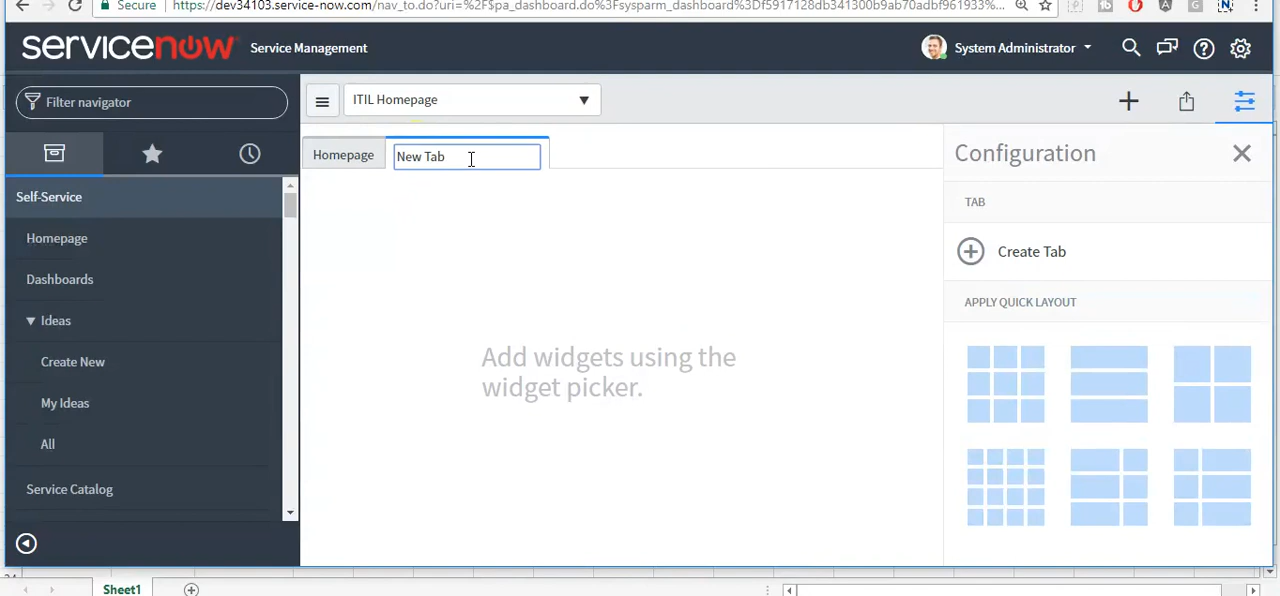 Secure
https://dev34103.service-now.com/nav_to.do?uri=%2F$pa_dashboard.do%3Fsysparm_dashboard%3Df5917128db341300b9ab70adbf961933%...
servicenow Service Management
System Administrator
Filter navigator
ITIL Homepage
Homepage
New Tab
Configuration
Self-Service
Homepage
Dashboards
Ideas
Create New
My Ideas
All
Service Catalog
Add widgets using the
widget picker.
TAB
Create Tab
APPLY QUICK LAYOUT
Sheet1